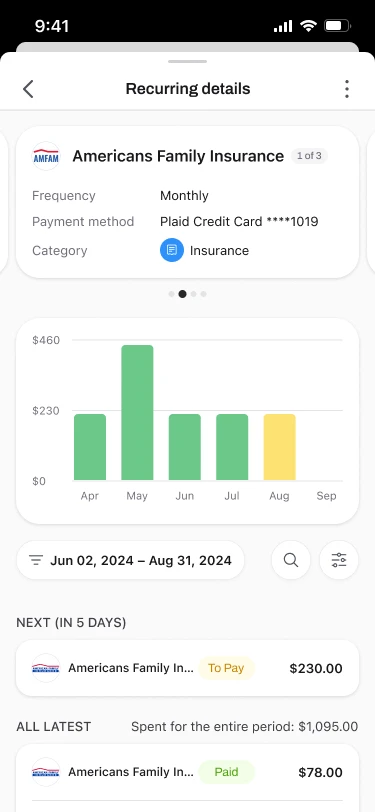 9:41
Recurring details
AMFAM Americans Family Insurance 1 of 3
Frequency Monthly
Payment method Plaid Credit Card ****1019
Category Insurance
$460
$230
$0
Apr May Jun Jul Aug Sep
Jun 02, 2024 – Aug 31, 2024
NEXT (IN 5 DAYS)
Americans Family In... To Pay $230.00
ALL LATEST Spent for the entire period: $1,095.00
Americans Family In... Paid $78.00